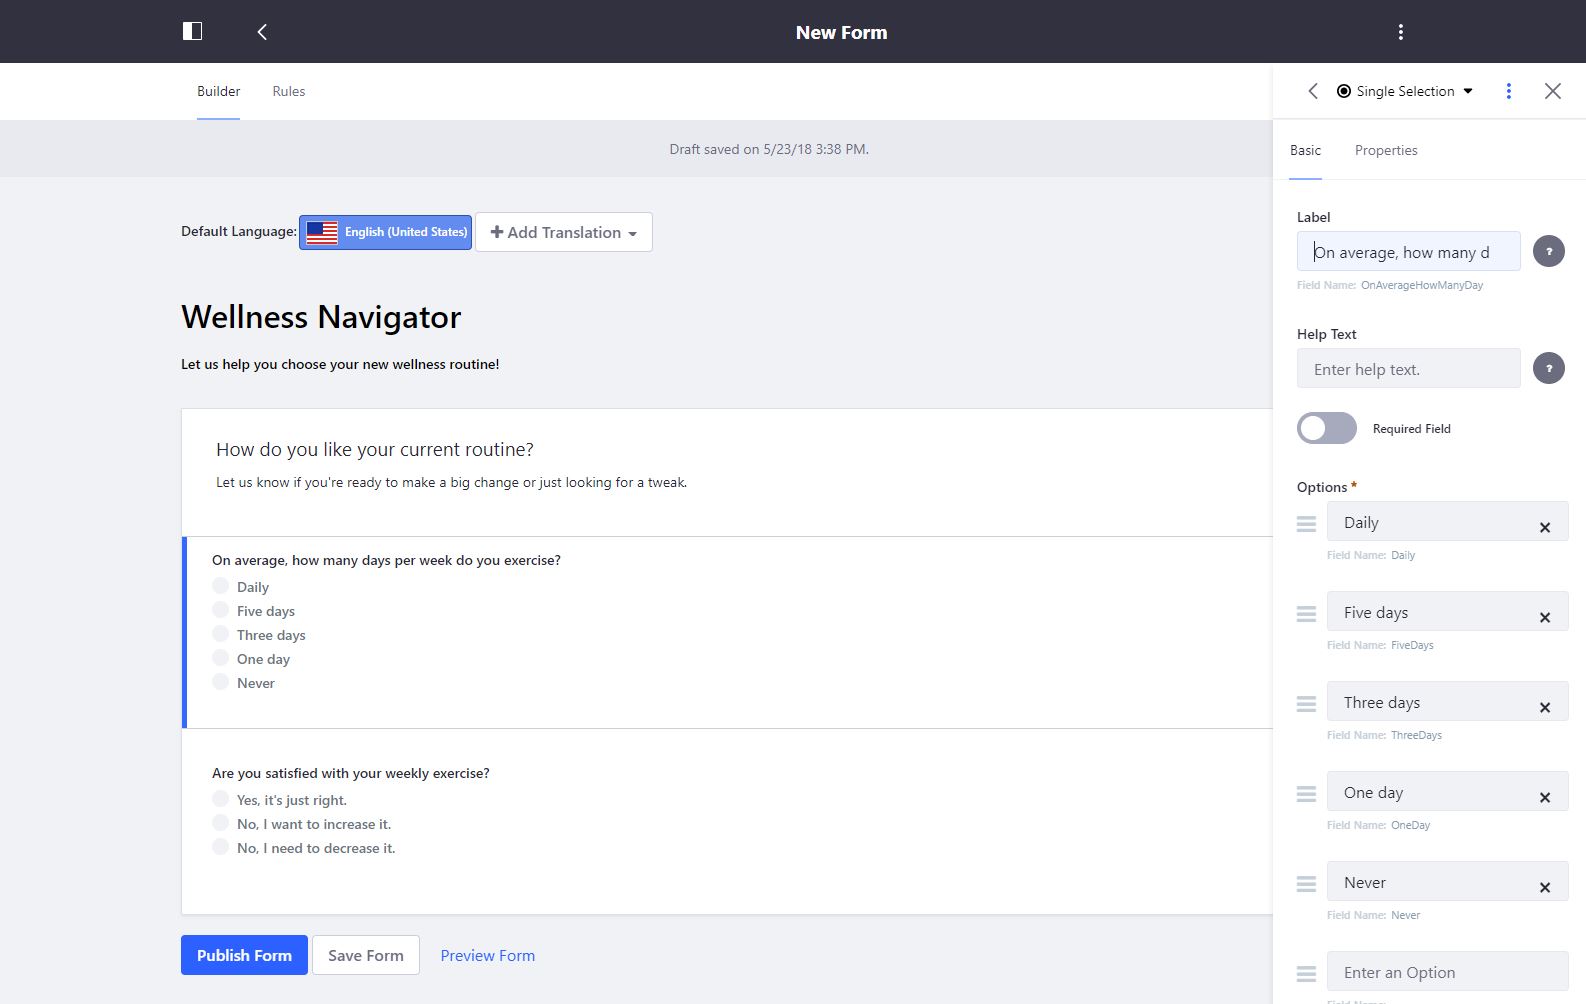 New Form
Builder
Rules
Single Selection
Draft saved on 5/23/18 3:38 PM.
Basic
Properties
Default Language:
English (United States)
Add Translation
Label
On average, how many d
?
Field Name: OnAverageHowManyDay
Wellness Navigator
Let us help you choose your new wellness routine!
Help Text
Enter help text.
?
Required Field
How do you like your current routine?
Let us know if you're ready to make a big change or just looking for a tweak.
On average, how many days per week do you exercise?
Daily
Five days
Three days
One day
Never
Are you satisfied with your weekly exercise?
Yes, it's just right.
No, I want to increase it.
No, I need to decrease it.
Publish Form
Save Form
Preview Form
Options *
Daily
Field Name: Daily
Five days
Field Name: FiveDays
Three days
Field Name: ThreeDays
One day
Field Name: OneDay
Never
Field Name: Never
Enter an Option
Field Name: